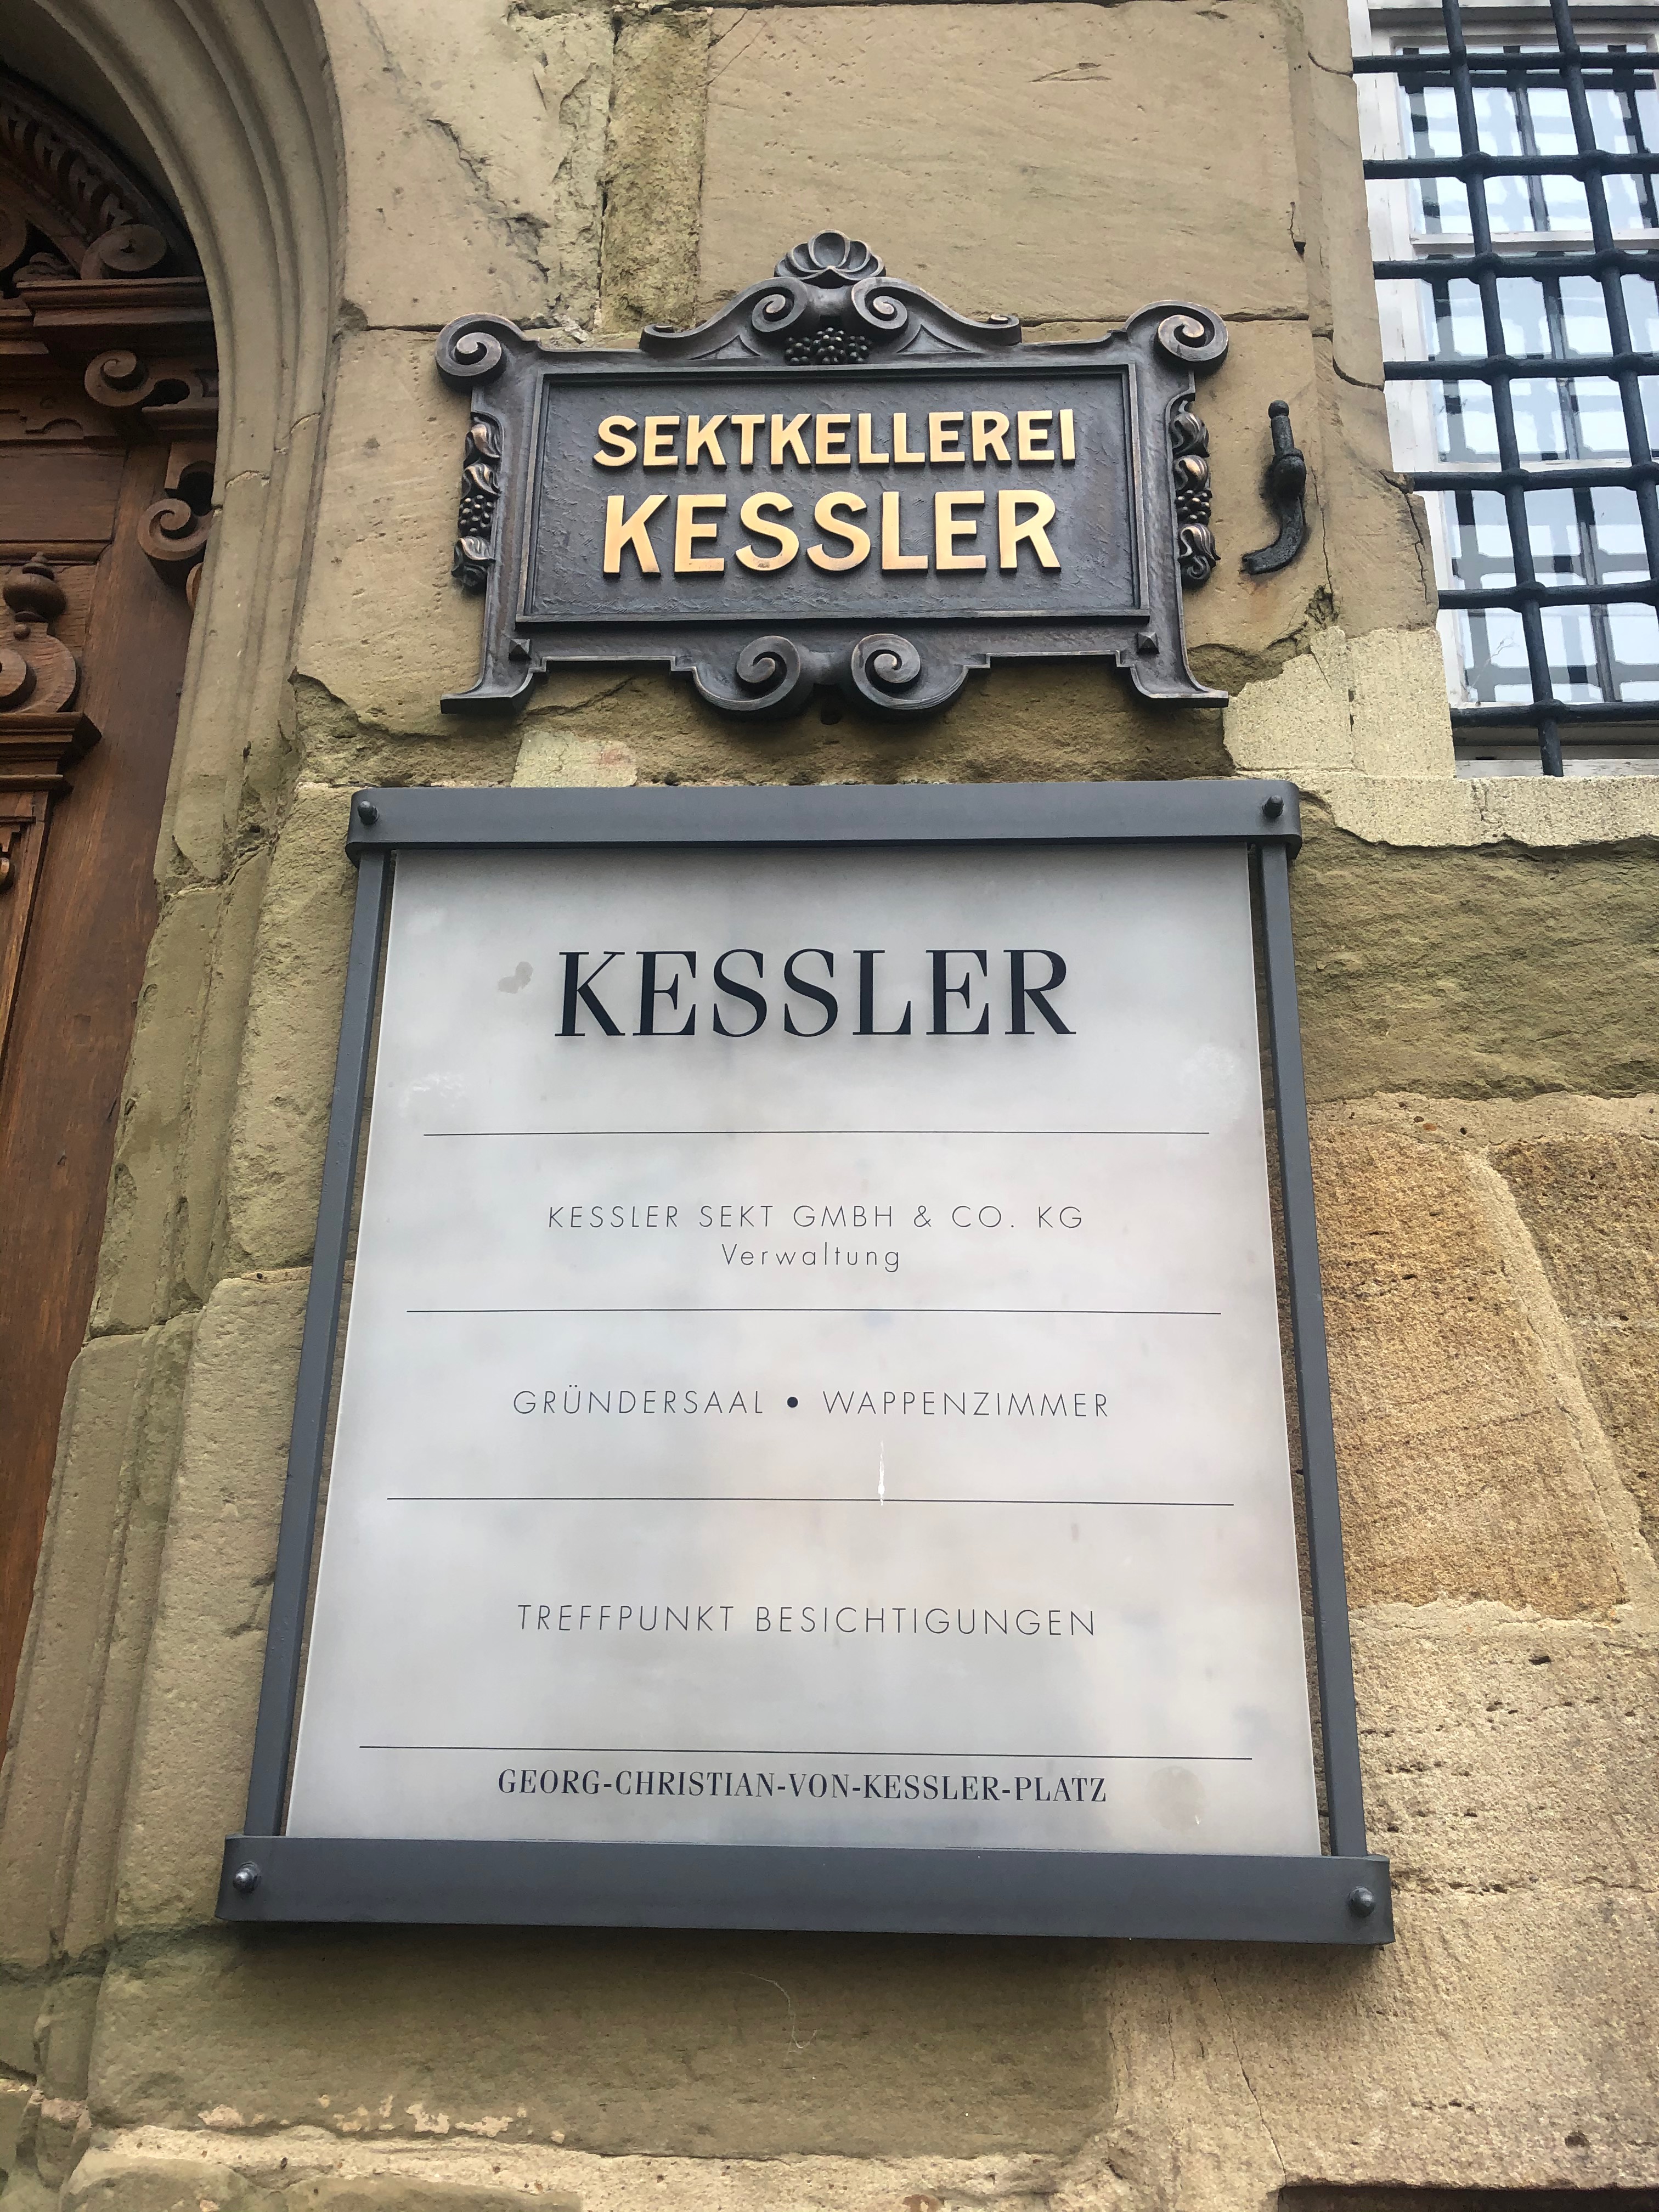 SEKTKELLEREI
KESSLER
KESSLER
KESSLER SEKT GMBH & CO. KG
Verwaltung
GRÜNDERSAAL • WAPPENZIMMER
TREFFPUNKT BESICHTIGUNGEN
GEORG-CHRISTIAN-VON-KESSLER-PLATZ